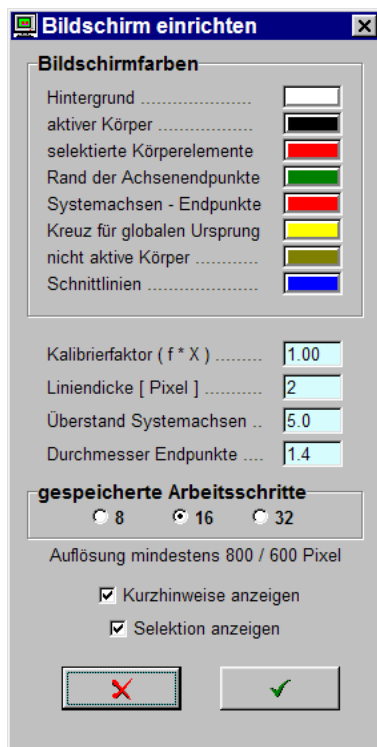 Bildschirm einrichten
Bildschirmfarben
Hintergrund .....................
aktiver Körper ..................
selektierte Körperelemente
Rand der Achsenendpunkte
Systemachsen - Endpunkte
Kreuz für globalen Ursprung
nicht aktive Körper ............
Schnittlinien .....................
Kalibrierfaktor ( f * X ) ......... 1.00
Liniendicke [ Pixel ] ........... 2
Überstand Systemachsen .. 5.0
Durchmesser Endpunkte .... 1.4
gespeicherte Arbeitsschritte
8 16 32
Auflösung mindestens 800 / 600 Pixel
Kurzhinweise anzeigen
Selektion anzeigen